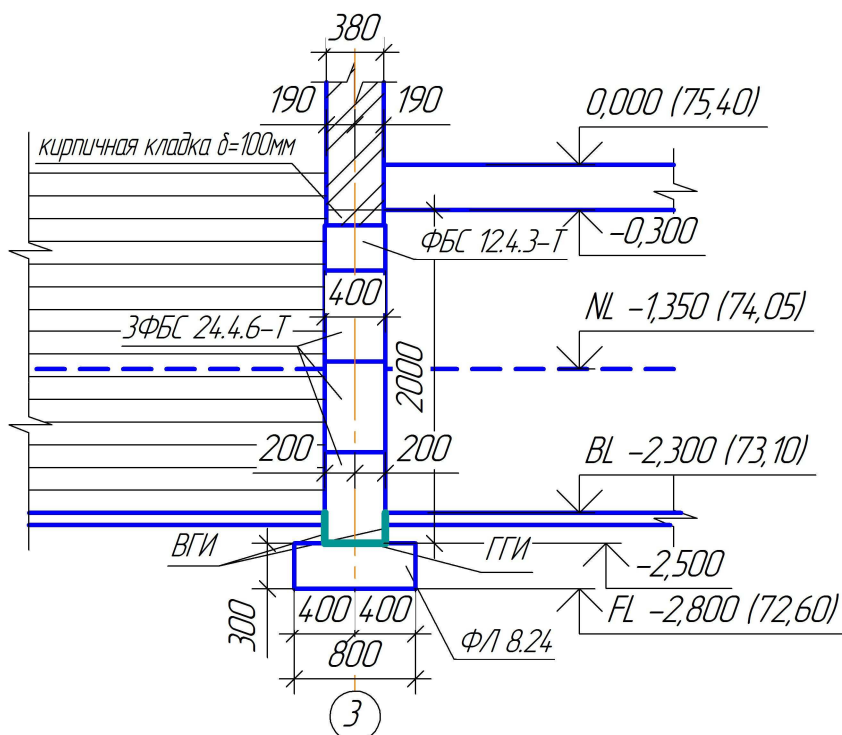 380
190
190
0,000 (75,40)
кирпичная кладка δ=100мм
ФБС 12.4.3-Т
-0,300
400
3ФБС 24.4.6-Т
NL -1,350 (74,05)
2000
200
200
BL -2,300 (73,10)
ВГИ
ГГИ
-2,500
300
400
400
FL -2,800 (72,60)
800
ФЛ 8.24
3